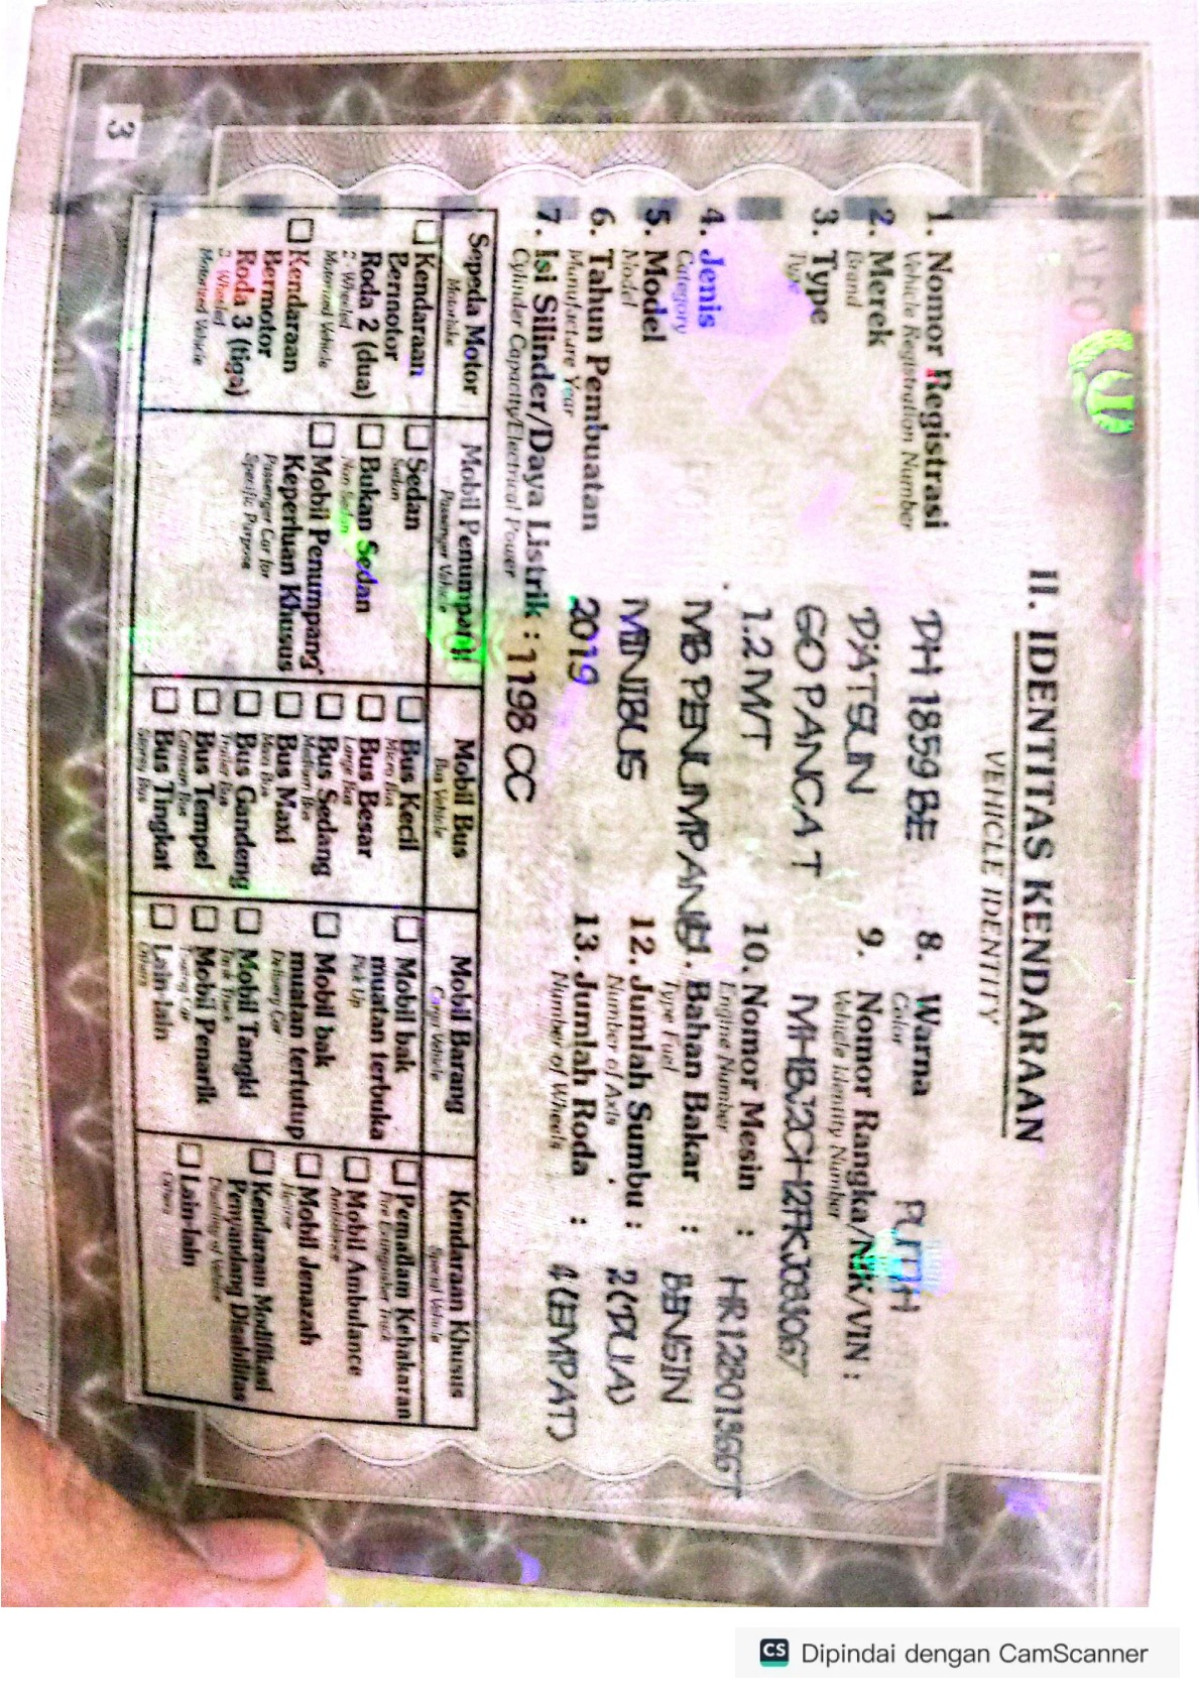 II. IDENTITAS KENDARAAN
VEHICLE IDENTITY
1. Nomor Registrasi DH 1859 BE
Vehicle Registration Number
2. Merek DATSUN
Brand
3. Type GO PANCA T
Type
1.2 M/T
4. Jenis MB PENUMPANG
Category
5. Model MINIBUS
Model
6. Tahun Pembuatan 2019
Manufacture Year
7. Isi Silinder/Daya Listrik : 1198 CC
Cylinder Capacity/Electrical Power
8. Warna PUTIH
Color
9. Nomor Rangka/NIK/VIN :
Vehicle Identity Number
10. Nomor Mesin :
Engine Number
Bahan Bakar : BENSIN
Type Fuel
12. Jumlah Sumbu : 2 (DUA)
Number of Axis
13. Jumlah Roda : 4 (EMPAT)
Number of Wheels
Sepeda Motor
Motorbike
Kendaraan
Bermotor
Roda 2 (dua)
2-Wheeled
Motorized Vehicle
Kendaraan
Bermotor
Roda 3 (tiga)
Wheeled
Motorized Vehicle
Mobil Penumpang
Passenger Vehicle
Sedan
Sedan
Bukan Sedan
Non Sedan
Mobil Penumpang
Keperluan Khusus
Passenger Car for
Specific Purpose
Mobil Bus
Bus Vehicle
Bus Kecil
Micro Bus
Bus Besar
Large Bus
Bus Sedang
Medium Bus
Bus Maxi
Maxi Bus
Bus Gandeng
Trailer Bus
Bus Tempel
Bus Tingkat
Storey Bus
Mobil Barang
Cargo Vehicle
Mobil bak
muatan terbuka
Pick Up
Mobil bak
muatan tertutup
Delivery Car
Mobil Tangki
Tank Truck
Mobil Penarik
Towing Car
Lain-lain
Others
Kendaraan Khusus
Special Vehicle
Pemadam Kebakaran
Fire Extinguisher Truck
Mobil Ambulance
Ambulance
Mobil Jenazah
Hearse
Kendaraan Modifikasi
Penyandang Disabilitas
Lain-lain
Others
3
CS Dipindai dengan CamScanner